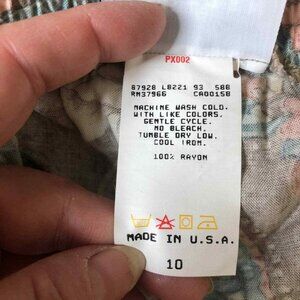 PX002
87928 L8221 93 586
RN37966 CA00158
MACHINE WASH COLD.
WITH LIKE COLORS.
GENTLE CYCLE.
NO BLEACH.
TUMBLE DRY LOW.
COOL IRON.
100% RAYON
MADE IN U.S.A.
10